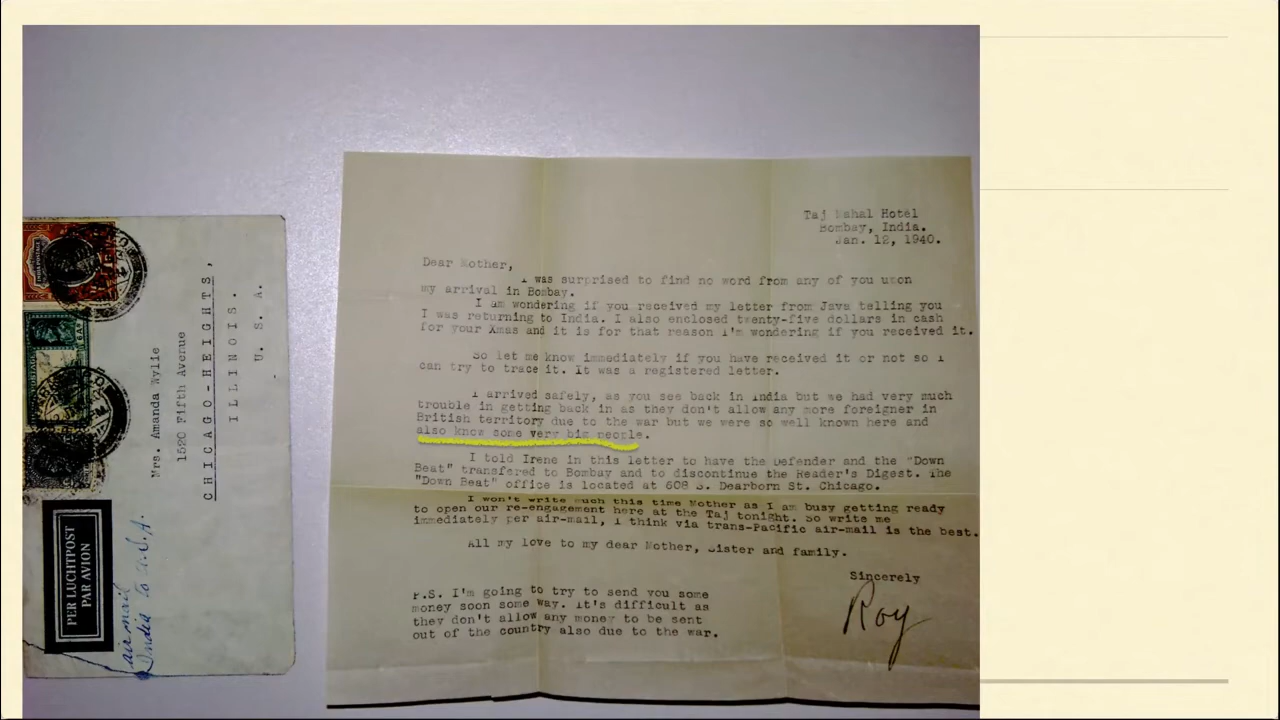 Taj Mahal Hotel
Bombay, India.
Jan. 12, 1940.
Dear Mother,
I was surprised to find no word from any of you upon
my arrival in Bombay.
I am wondering if you received my letter from Java telling you
I was returning to India. I also enclosed twenty-five dollars in cash
for your Xmas and it is for that reason I'm wondering if you received it.
So let me know immediately if you have received it or not so I
can try to trace it. It was a registered letter.
I arrived safely, as you see back in India but we had very much
trouble in getting back in as they don't allow any more foreigner in
British territory due to the war but we were so well known here and
also know some very big people.
I told Irene in this letter to have the Defender and the "Down
Beat" transfered to Bombay and to discontinue the Reader's Digest. The
"Down Beat" office is located at 608 S. Dearborn St. Chicago.
I won't write much this time Mother as I am busy getting ready
to open our re-engagement here at the Taj tonight. So write me
immediately per air-mail, I think via trans-Pacific air-mail is the best.
All my love to my dear Mother, Sister and family.
Sincerely
Roy
P.S. I'm going to try to send you some
money soon some way. It's difficult as
they don't allow any money to be sent
out of the country also due to the war.
Mrs. Amanda Wylie
1520 Fifth Avenue
CHICAGO-HEIGHTS,
ILLINOIS.
U. S. A.
PER LUCHTPOST
PAR AVION
airmail
India to U.S.A.